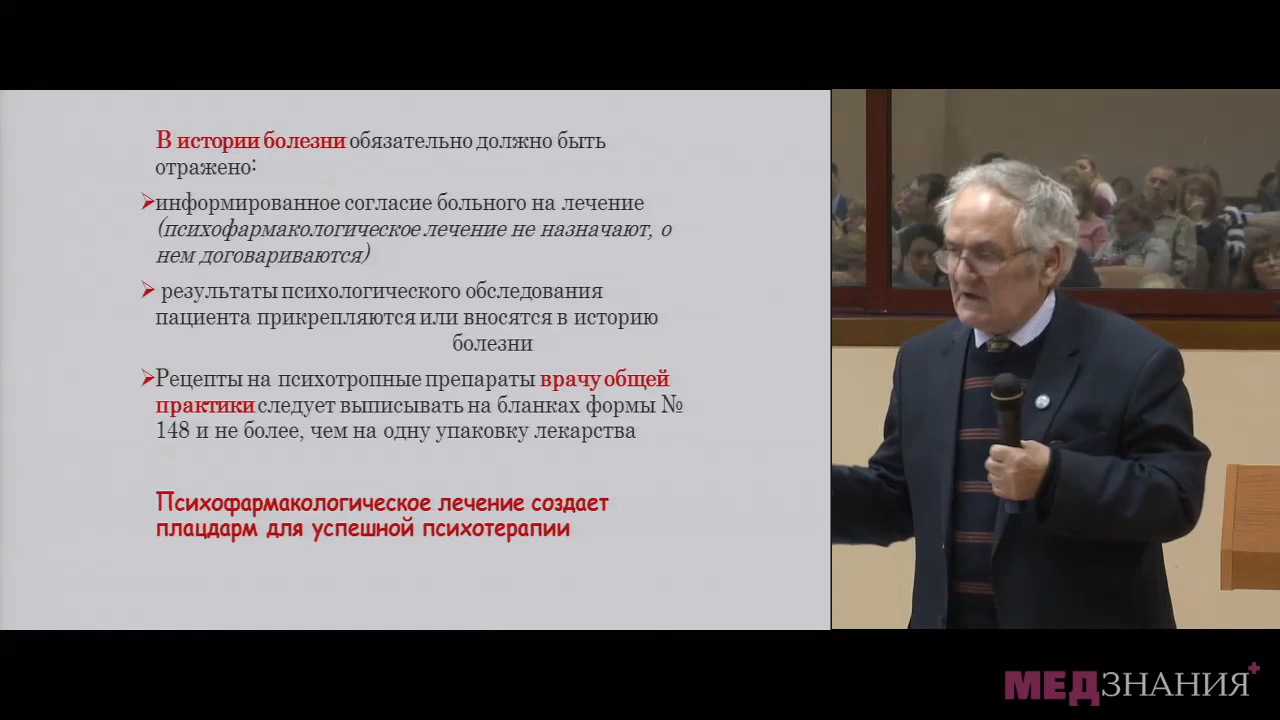 В истории болезни обязательно должно быть
отражено:
информированное согласие больного на лечение
(психофармакологическое лечение не назначают, о
нем договариваются)
результаты психологического обследования
пациента прикрепляются или вносятся в историю
болезни
Рецепты на психотропные препараты врачу общей
практики следует выписывать на бланках формы №
148 и не более, чем на одну упаковку лекарства
Психофармакологическое лечение создает
плацдарм для успешной психотерапии
МЕДЗНАНИЯ+